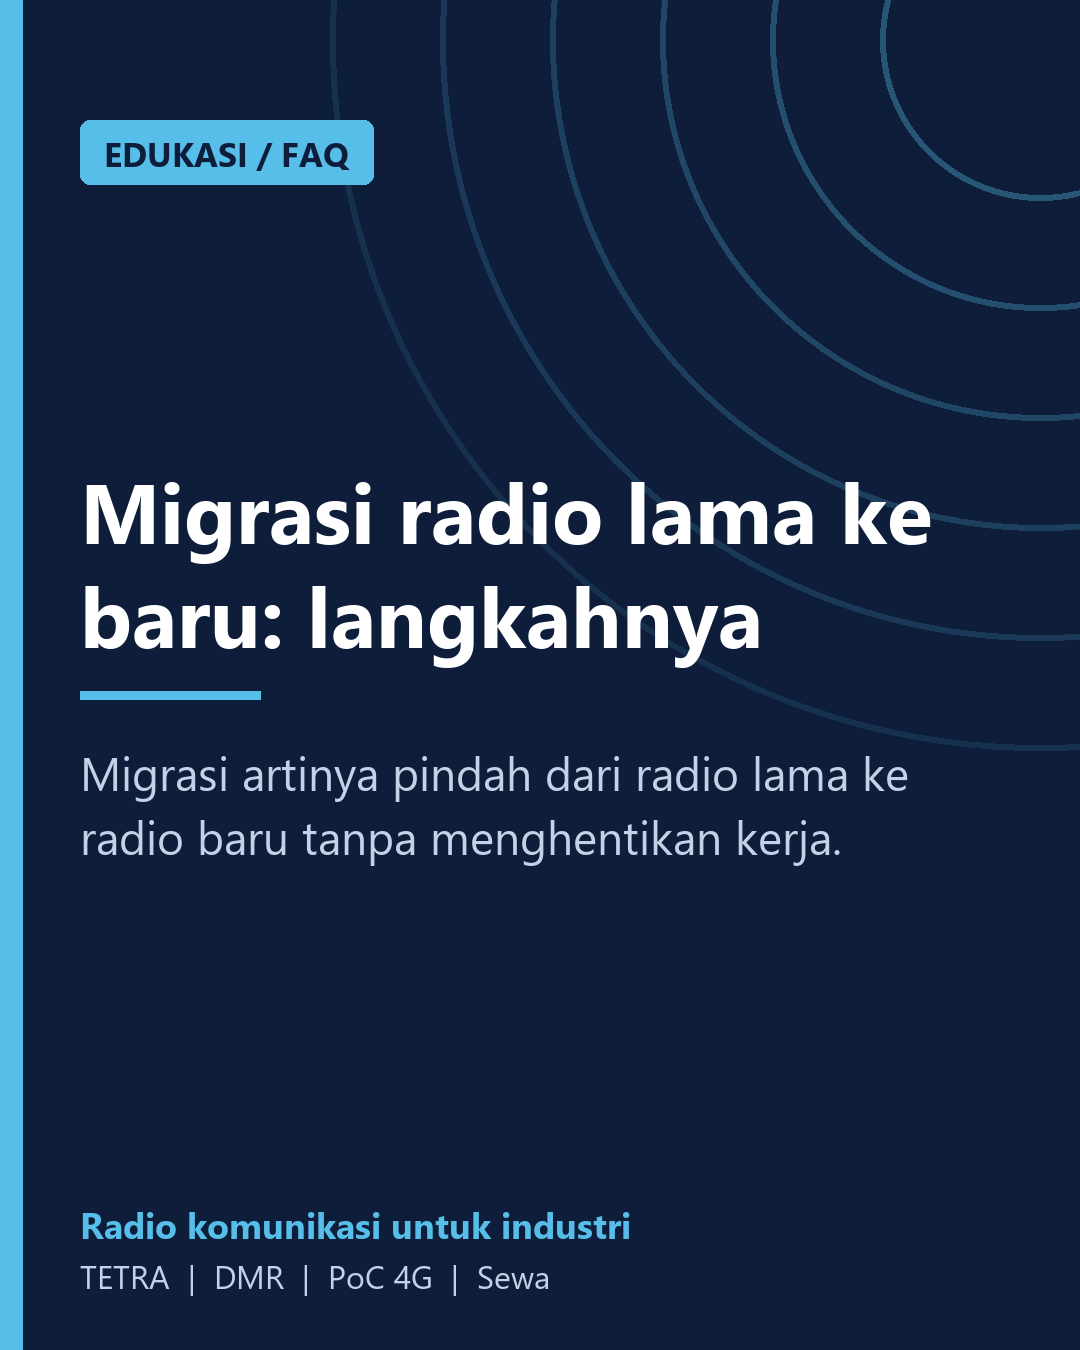 EDUKASI / FAQ
Migrasi radio lama ke
baru: langkahnya
Migrasi artinya pindah dari radio lama ke
radio baru tanpa menghentikan kerja.
Radio komunikasi untuk industri
TETRA | DMR | PoC 4G | Sewa